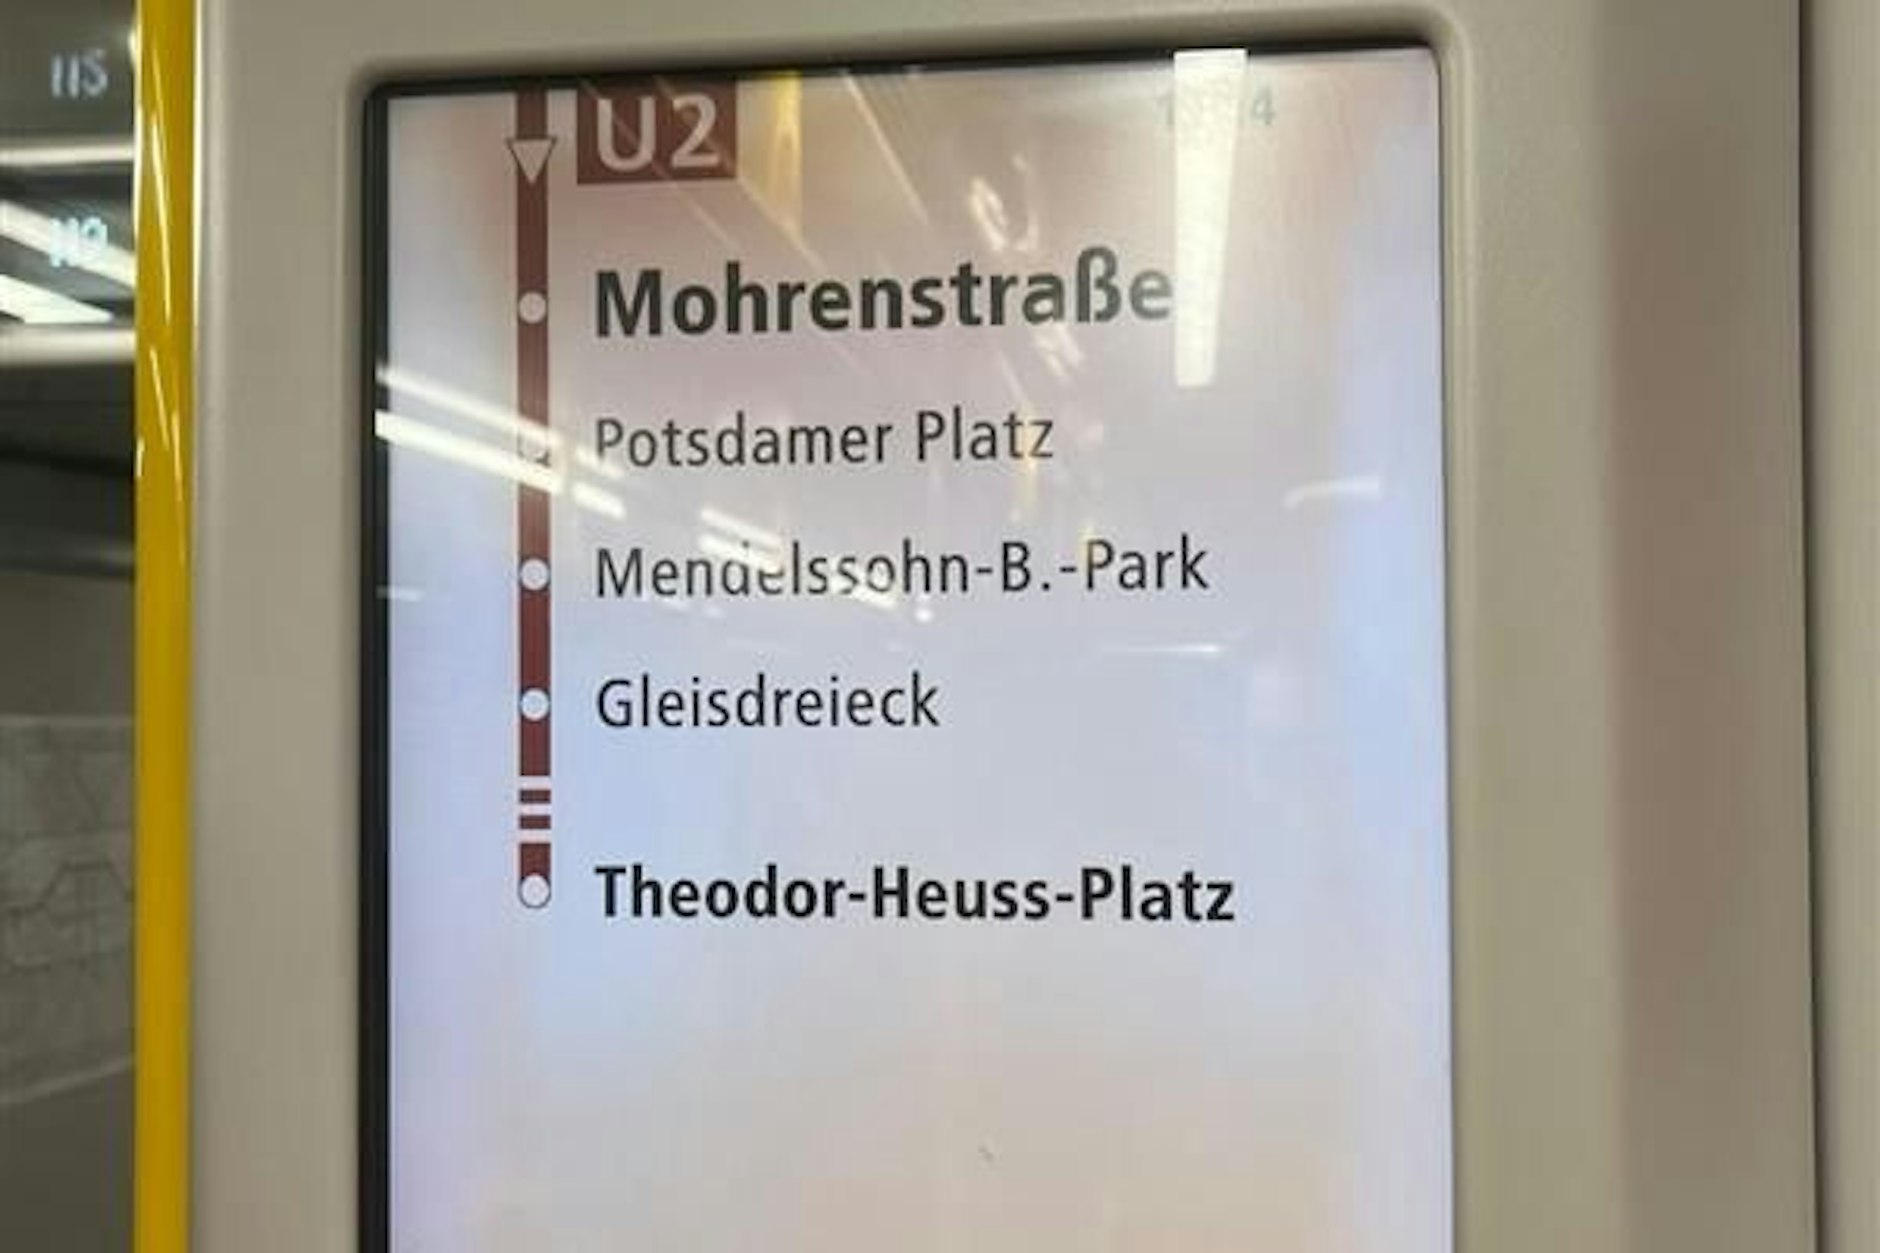 U2
Mohrenstraße
Potsdamer Platz
Mendelssohn-B.-Park
Gleisdreieck
Theodor-Heuss-Platz